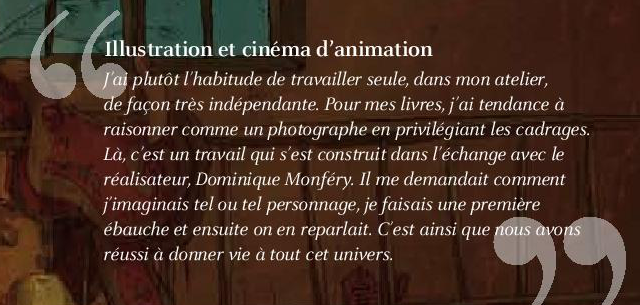 Illustration et cinéma d’animation
J’ai plutôt l’habitude de travailler seule, dans mon atelier,
de façon très indépendante. Pour mes livres, j’ai tendance à
raisonner comme un photographe en privilégiant les cadrages.
Là, c’est un travail qui s’est construit dans l’échange avec le
réalisateur, Dominique Monféry. Il me demandait comment
j’imaginais tel ou tel personnage, je faisais une première
ébauche et ensuite on en reparlait. C’est ainsi que nous avons
réussi à donner vie à tout cet univers.